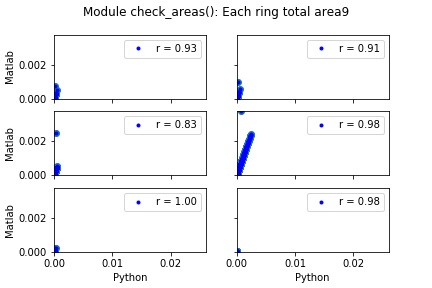 Module check_areas(): Each ring total area9
Matlab
0.002
0.000
r = 0.93
r = 0.91
Matlab
0.002
0.000
r = 0.83
r = 0.98
Matlab
0.002
0.000
r = 1.00
r = 0.98
0.00 0.01 0.02 0.00 0.01 0.02
Python Python